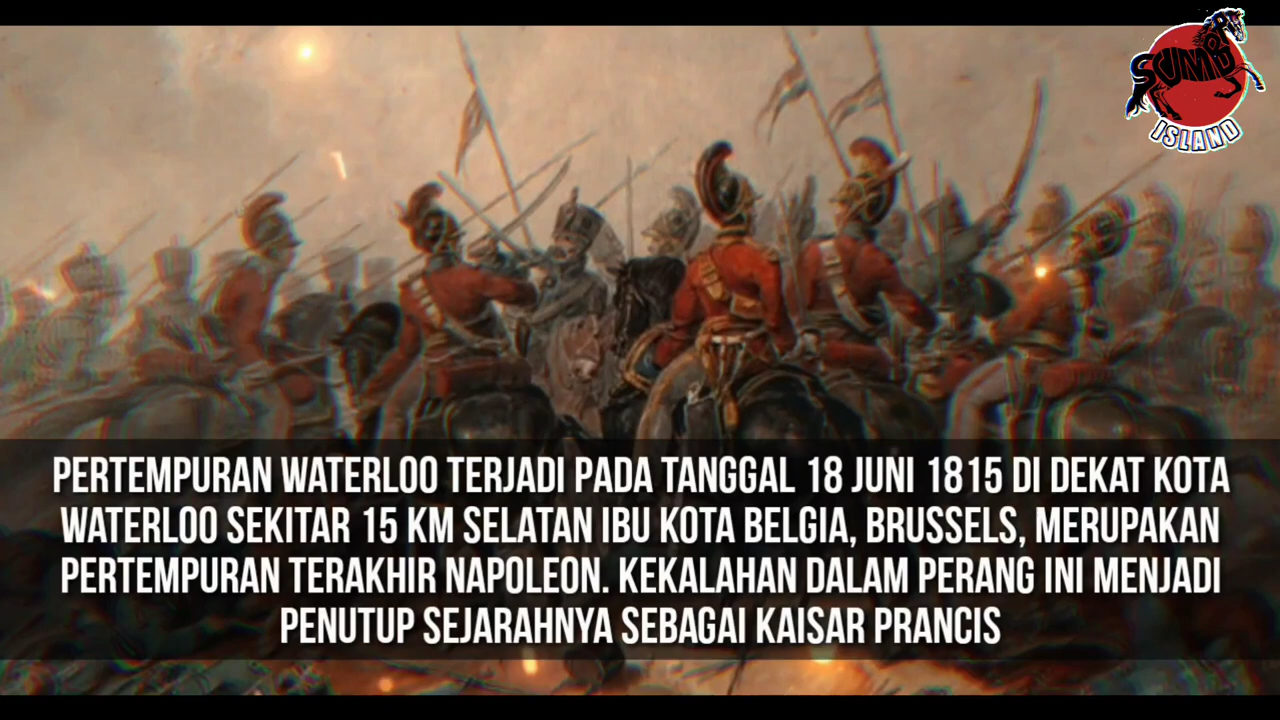 SUMBA
ISLAND
PERTEMPURAN WATERLOO TERJADI PADA TANGGAL 18 JUNI 1815 DI DEKAT KOTA
WATERLOO SEKITAR 15 KM SELATAN IBU KOTA BELGIA, BRUSSELS, MERUPAKAN
PERTEMPURAN TERAKHIR NAPOLEON. KEKALAHAN DALAM PERANG INI MENJADI
PENUTUP SEJARAHNYA SEBAGAI KAISAR PRANCIS